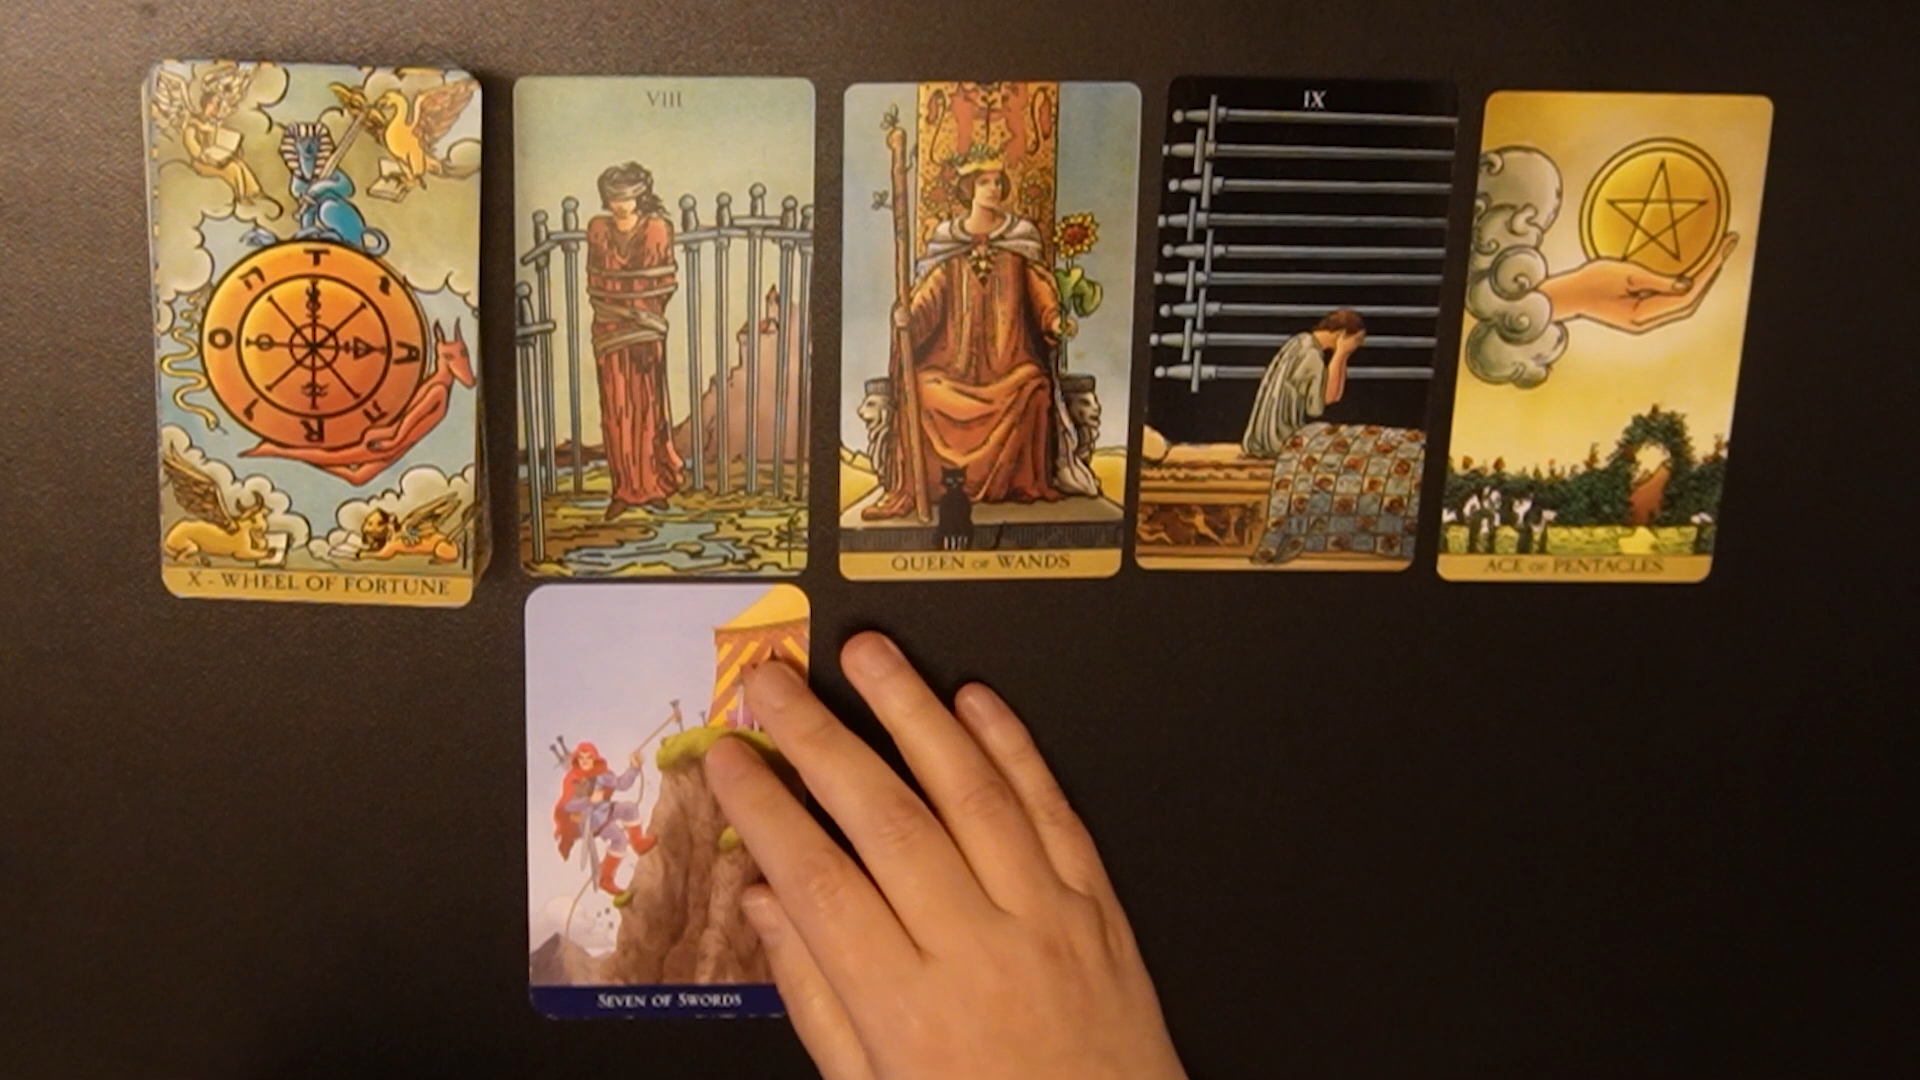 VIII
IX
T
A
R
O
X - WHEEL OF FORTUNE
QUEEN OF WANDS
ACE OF PENTACLES
SEVEN OF SWORDS